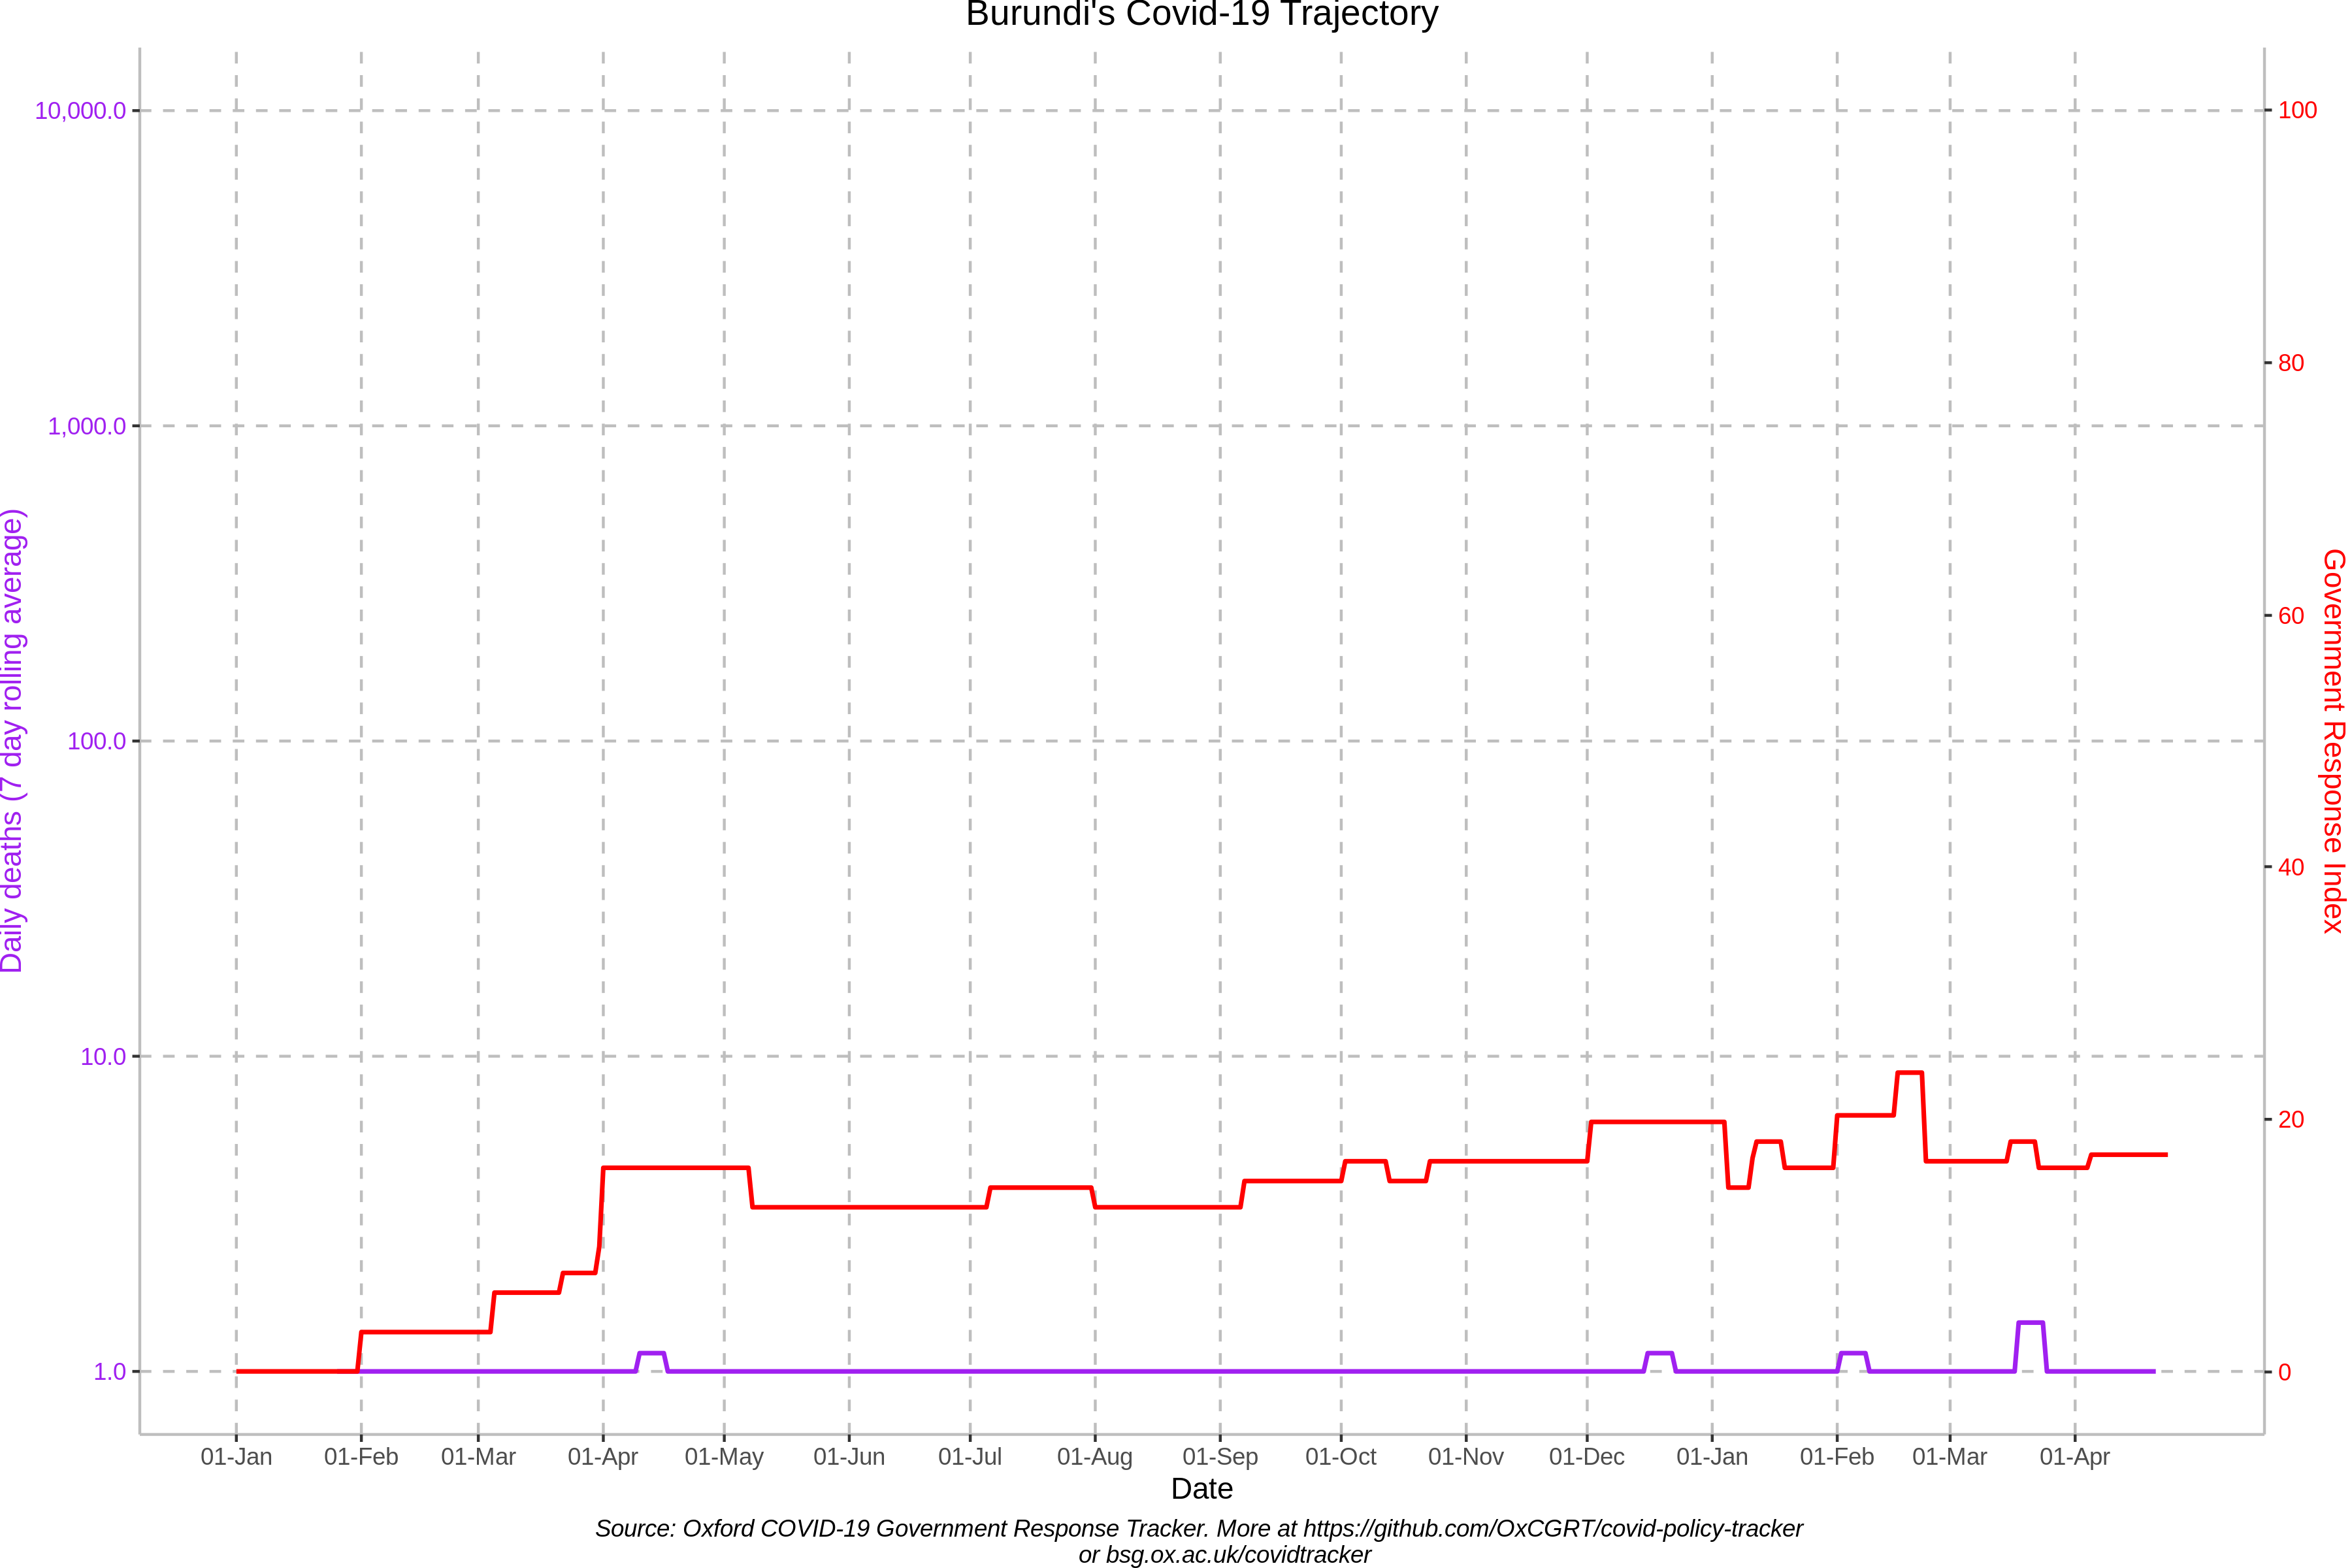 Burundi's Covid-19 Trajectory
10,000.0
1,000.0
100.0
10.0
1.0
Daily deaths (7 day rolling average)
100
80
60
40
20
0
Government Response Index
01-Jan 01-Feb 01-Mar 01-Apr 01-May 01-Jun 01-Jul 01-Aug 01-Sep 01-Oct 01-Nov 01-Dec 01-Jan 01-Feb 01-Mar 01-Apr
Date
Source: Oxford COVID-19 Government Response Tracker. More at https://github.com/OxCGRT/covid-policy-tracker
or bsg.ox.ac.uk/covidtracker